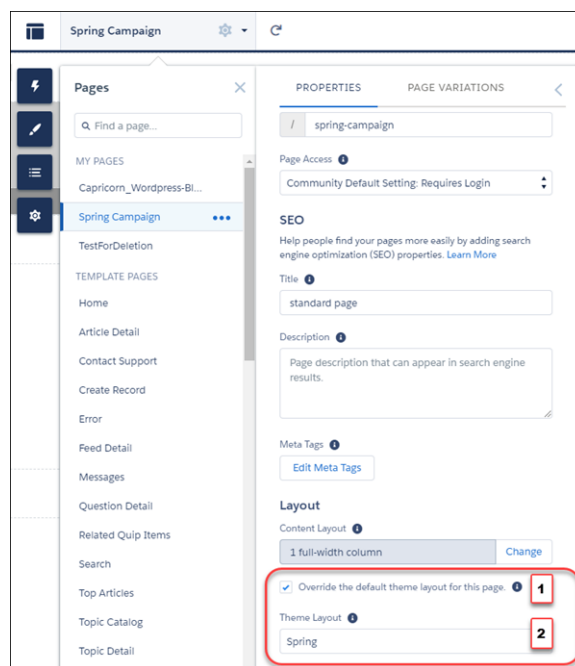 Spring Campaign
Pages
Find a page...
MY PAGES
Capricorn_Wordpress-Bl...
Spring Campaign
TestForDeletion
TEMPLATE PAGES
Home
Article Detail
Contact Support
Create Record
Error
Feed Detail
Messages
Question Detail
Related Quip Items
Search
Top Articles
Topic Catalog
Topic Detail
PROPERTIES
PAGE VARIATIONS
/ spring-campaign
Page Access
Community Default Setting: Requires Login
SEO
Help people find your pages more easily by adding search
engine optimization (SEO) properties. Learn More
Title
standard page
Description
Page description that can appear in search engine
results.
Meta Tags
Edit Meta Tags
Layout
Content Layout
1 full-width column
Change
Override the default theme layout for this page.
1
Theme Layout
2
Spring